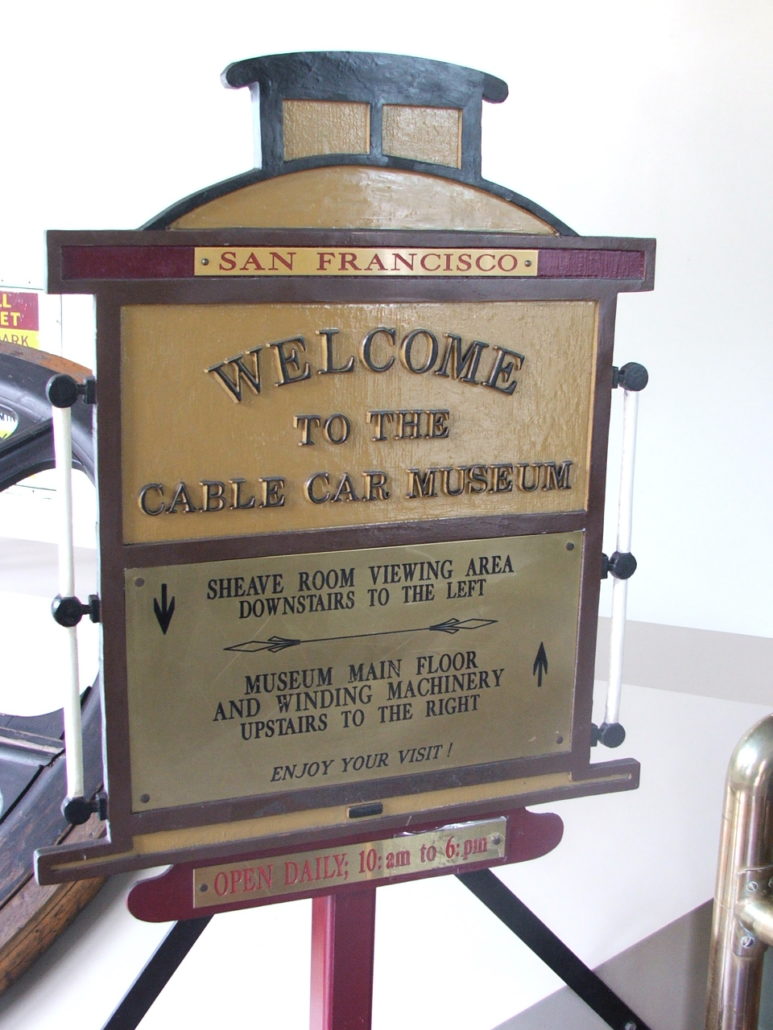 SAN FRANCISCO
WELCOME
TO THE
CABLE CAR MUSEUM
SHEAVE ROOM VIEWING AREA
DOWNSTAIRS TO THE LEFT
MUSEUM MAIN FLOOR
AND WINDING MACHINERY
UPSTAIRS TO THE RIGHT
ENJOY YOUR VISIT!
OPEN DAILY; 10:am to 6:pm